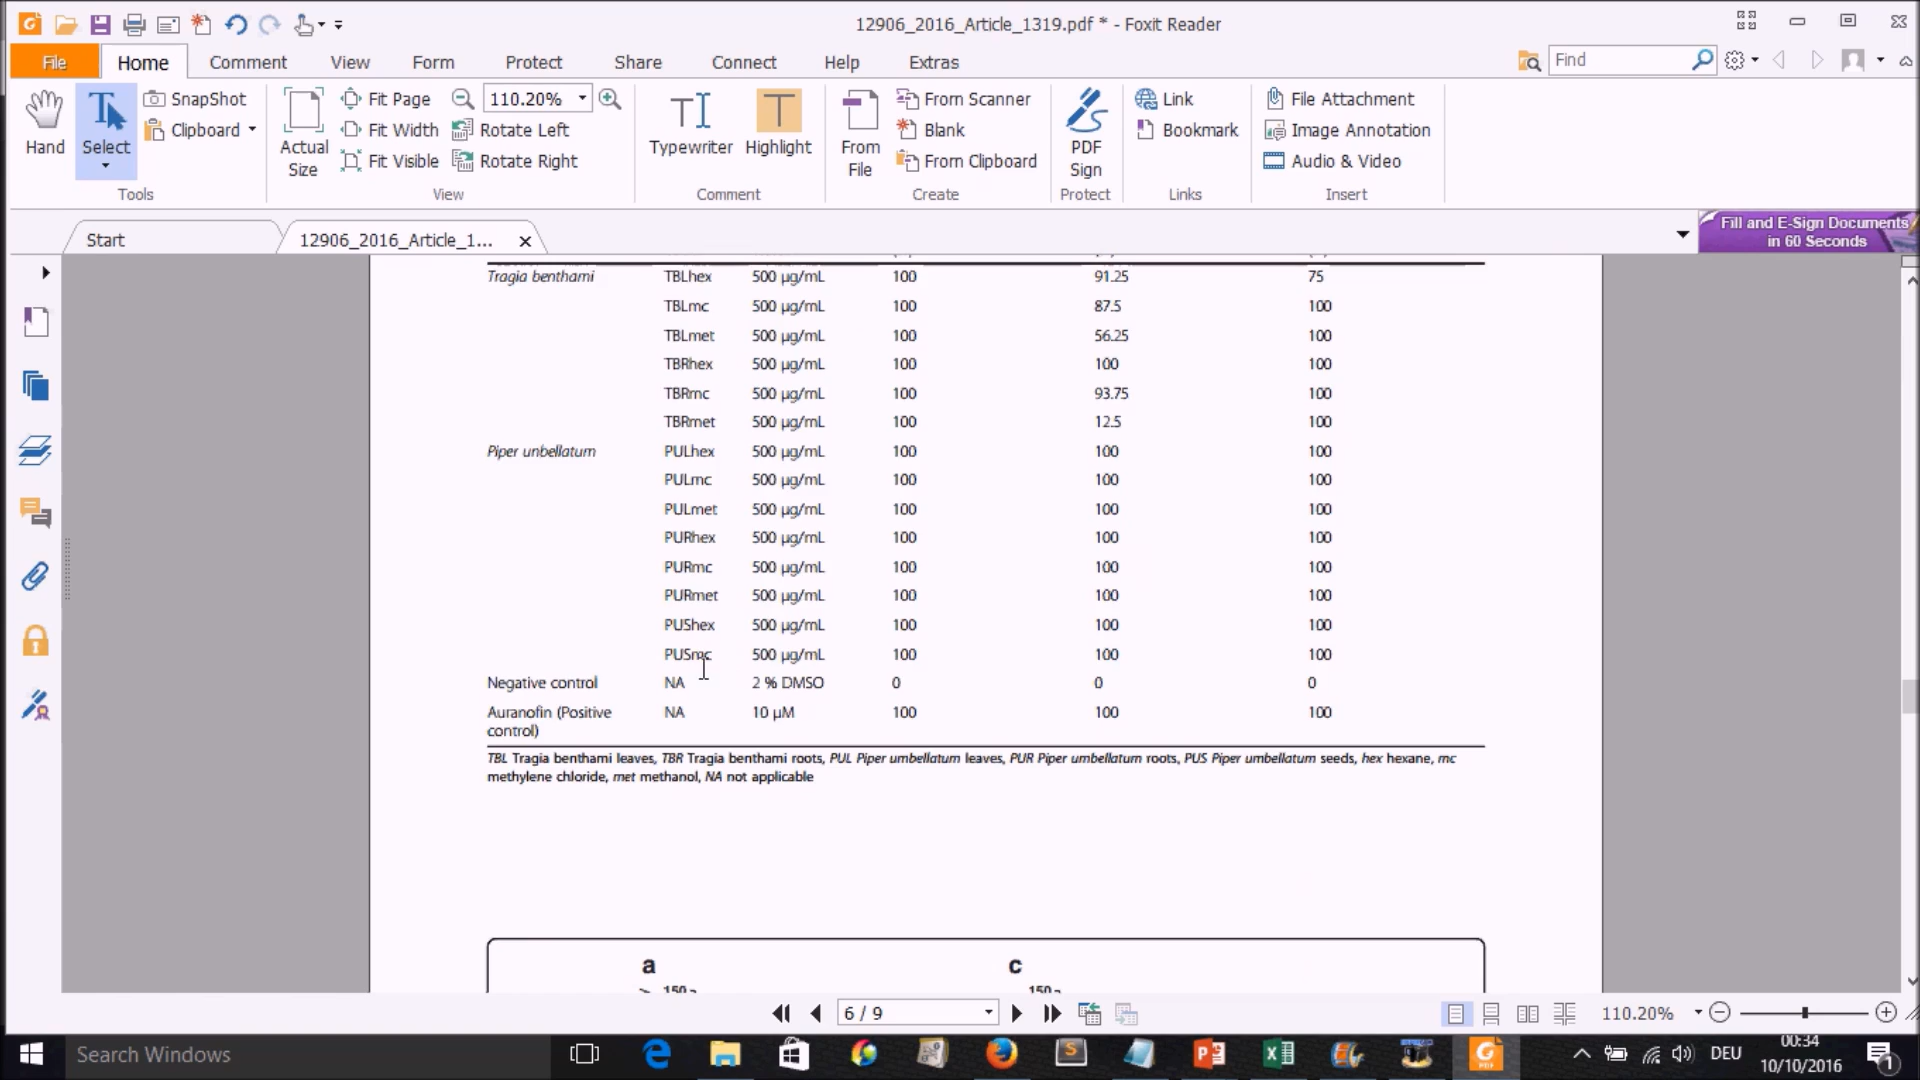 12906_2016_Article_1319.pdf * - Foxit Reader
File Home Comment View Form Protect Share Connect Help Extras Find
SnapShot Fit Page 110.20% From Scanner Link File Attachment
Clipboard Fit Width Rotate Left Blank Bookmark Image Annotation
Hand Select Actual Size Fit Visible Rotate Right Typewriter Highlight From File From Clipboard PDF Sign Audio & Video
Tools View Comment Create Protect Links Insert
Start 12906_2016_Article_1... Fill and E-Sign Documents
in 60 Seconds
Tragia benthami TBLhex 500 µg/mL 100 91.25 75
TBLmc 500 µg/mL 100 87.5 100
TBLmet 500 µg/mL 100 56.25 100
TBRhex 500 µg/mL 100 100 100
TBRmc 500 µg/mL 100 93.75 100
TBRmet 500 µg/mL 100 12.5 100
Piper unbellatum PULhex 500 µg/mL 100 100 100
PULmc 500 µg/mL 100 100 100
PULmet 500 µg/mL 100 100 100
PURhex 500 µg/mL 100 100 100
PURmc 500 µg/mL 100 100 100
PURmet 500 µg/mL 100 100 100
PUShex 500 µg/mL 100 100 100
PUSmc 500 µg/mL 100 100 100
Negative control NA 2 % DMSO 0 0 0
Auranofin (Positive NA 10 µM 100 100 100
control)
TBL Tragia benthami leaves, TBR Tragia benthami roots, PUL Piper umbellatum leaves, PUR Piper umbellatum roots, PUS Piper umbellatum seeds, hex hexane, mc
methylene chloride, met methanol, NA not applicable
a c
150 150
6 / 9 110.20%
Search Windows DEU 00:34
10/10/2016 1